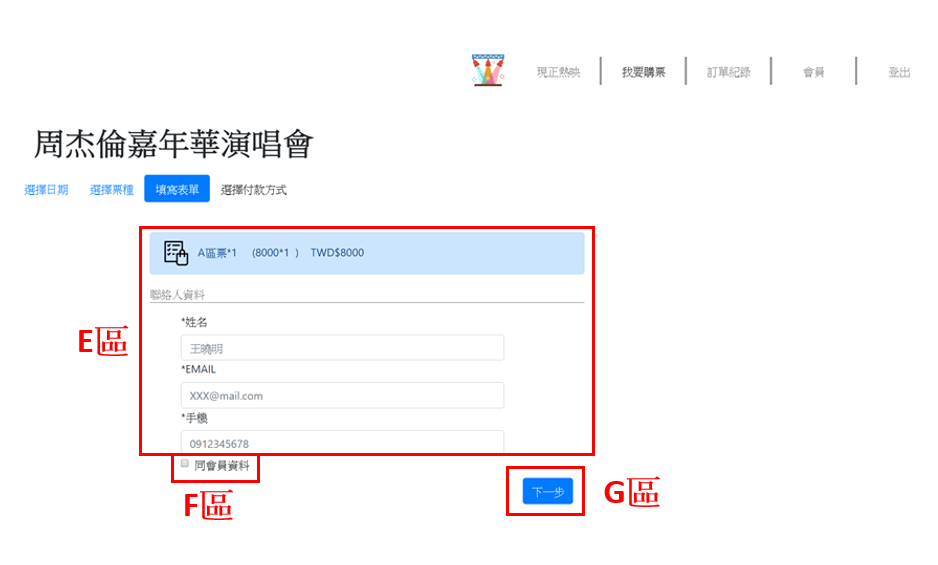 現正熱映 我要購票 訂單紀錄 會員 登出
周杰倫嘉年華演唱會
選擇日期 選擇票種 填寫表單 選擇付款方式
A區票*1 (8000*1 ) TWD$8000
聯絡人資料
*姓名
王曉明
E區
*EMAIL
XXX@mail.com
*手機
0912345678
同會員資料
下一步
G區
F區